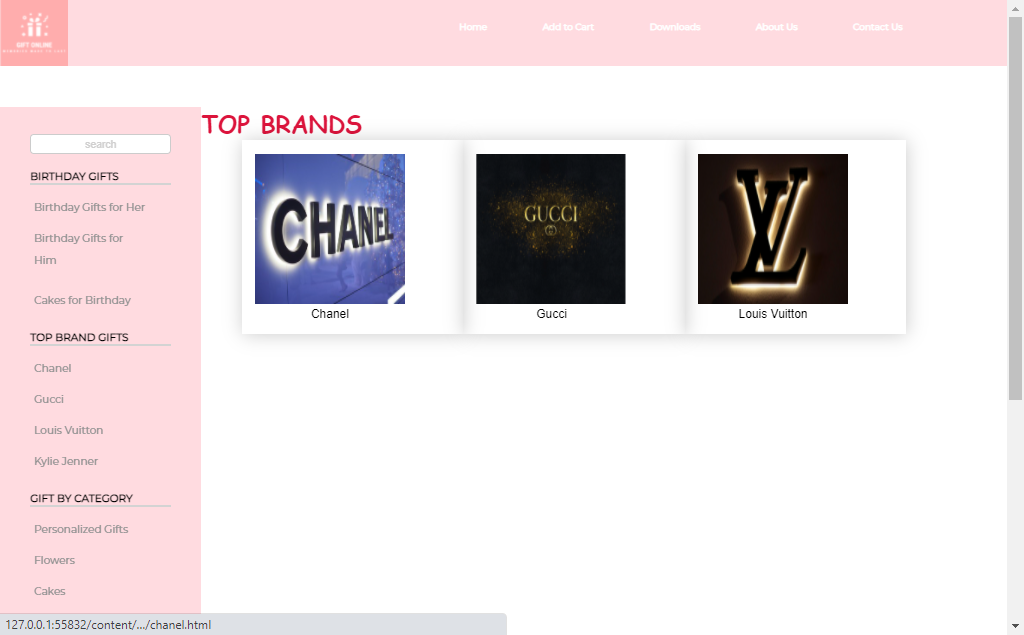 GIFT ONLINE
Home
Add to Cart
Downloads
About Us
Contact Us
search
BIRTHDAY GIFTS
Birthday Gifts for Her
Birthday Gifts for
Him
Cakes for Birthday
TOP BRAND GIFTS
Chanel
Gucci
Louis Vuitton
Kylie Jenner
GIFT BY CATEGORY
Personalized Gifts
Flowers
Cakes
TOP BRANDS
CHANEL
GUCCI
LV
Chanel
Gucci
Louis Vuitton
127.0.0.1:55832/content/.../chanel.html